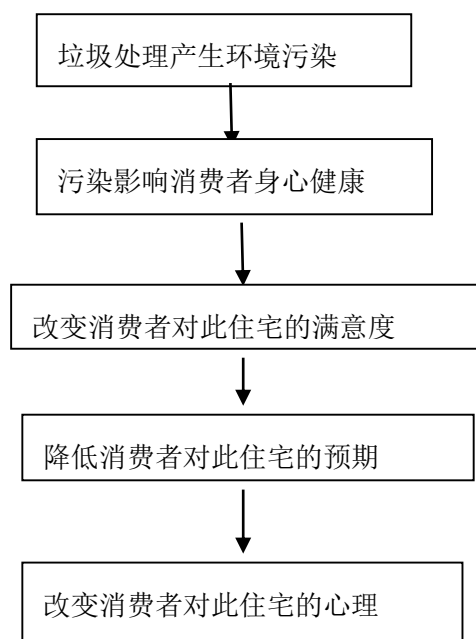 垃圾处理产生环境污染
污染影响消费者身心健康
改变消费者对此住宅的满意度
降低消费者对此住宅的预期
改变消费者对此住宅的心理